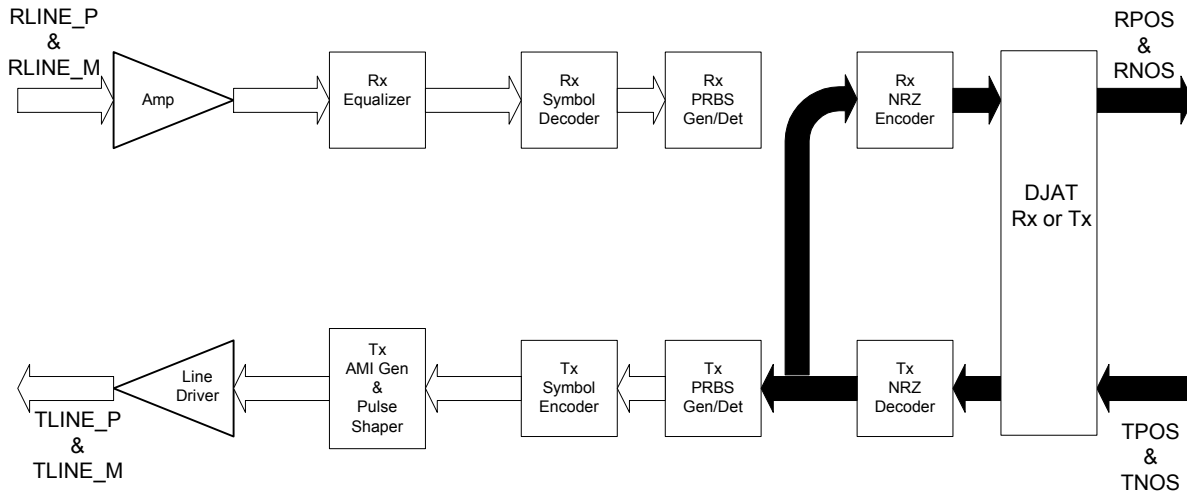 RLINE_P
&
RLINE_M
Amp
Rx
Equalizer
Rx
Symbol
Decoder
Rx
PRBS
Gen/Det
Rx
NRZ
Encoder
RPOS
&
RNOS
DJAT
Rx or Tx
TLINE_P
&
TLINE_M
Line
Driver
Tx
AMI Gen
&
Pulse
Shaper
Tx
Symbol
Encoder
Tx
PRBS
Gen/Det
Tx
NRZ
Decoder
TPOS
&
TNOS